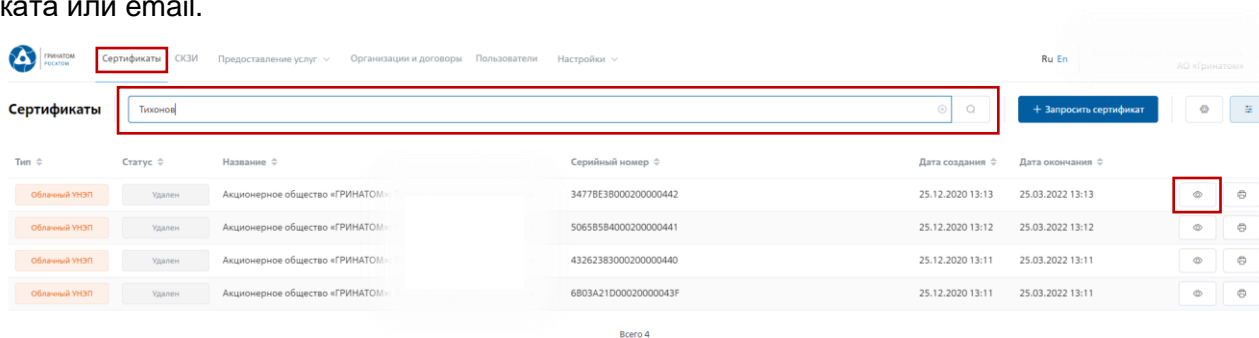 ката или email.
ГРИНАТОМ
РОСАТОМ
Сертификаты СКЗИ Предоставление услуг Организации и договоры Пользователи Настройки Ru En АО «Гринатом»
Сертификаты Тихонов + Запросить сертификат
Тип Статус Название Серийный номер Дата создания Дата окончания
Облачный УНЭП Удален Акционерное общество «ГРИНАТОМ» 3477BE3B000200000442 25.12.2020 13:13 25.03.2022 13:13
Облачный УНЭП Удален Акционерное общество «ГРИНАТОМ» 5065B5B4000200000441 25.12.2020 13:12 25.03.2022 13:12
Облачный УНЭП Удален Акционерное общество «ГРИНАТОМ» 43262383000200000440 25.12.2020 13:11 25.03.2022 13:11
Облачный УНЭП Удален Акционерное общество «ГРИНАТОМ» 6B03A21D00020000043F 25.12.2020 13:11 25.03.2022 13:11
Всего 4